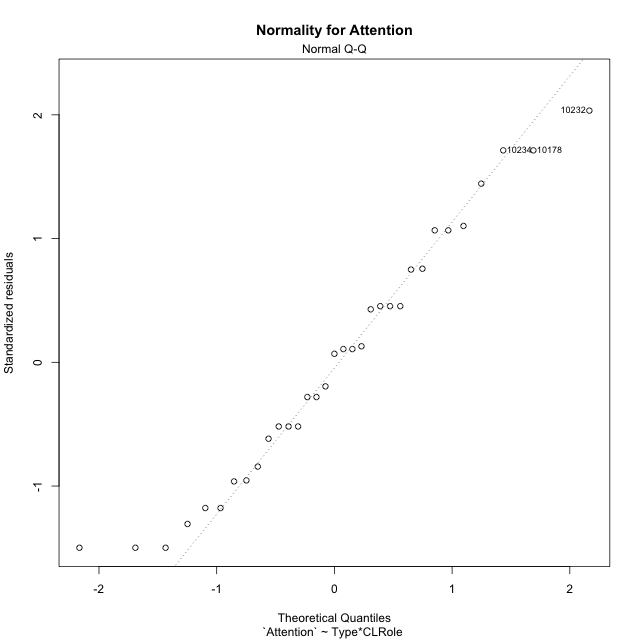 Normality for Attention
Normal Q-Q
Standardized residuals
2
1
0
-1
10232
10234
10178
-2
-1
0
1
2
Theoretical Quantiles
`Attention` ~ Type*CLRole